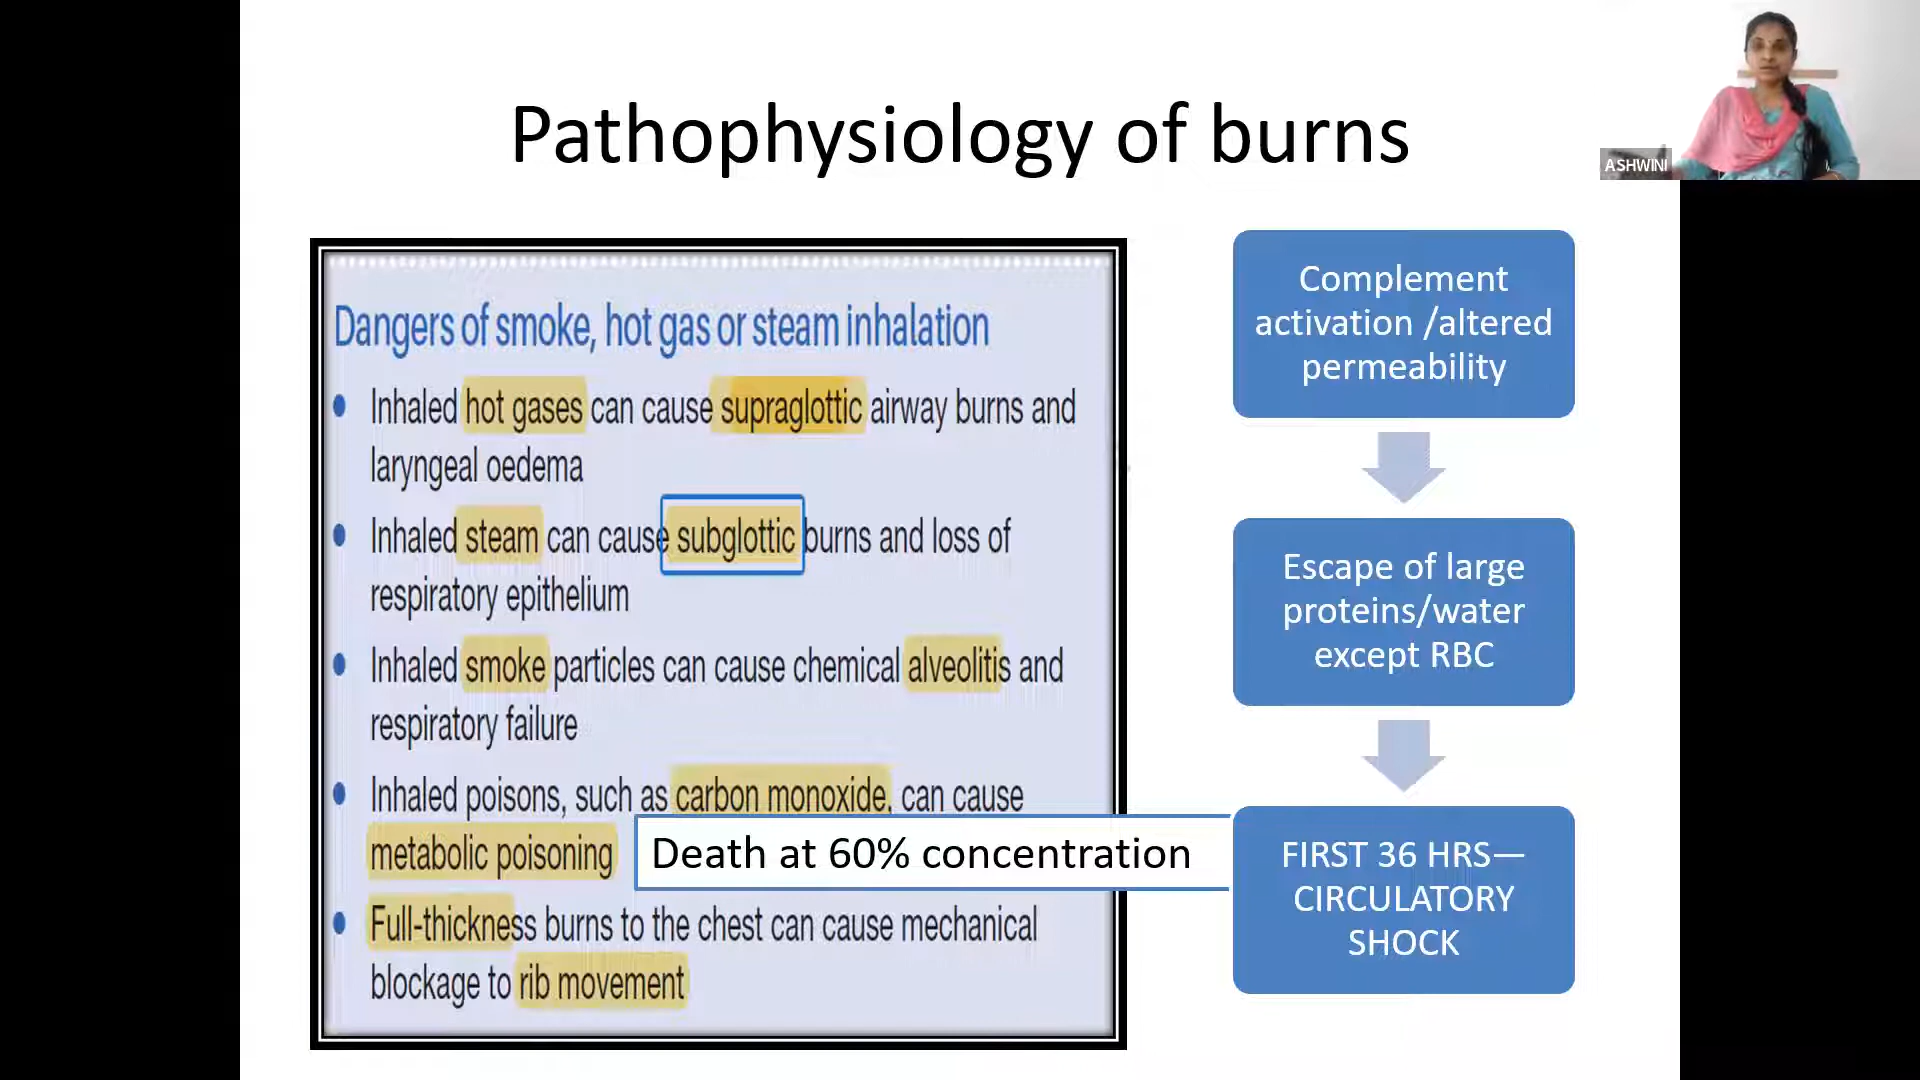 Pathophysiology of burns
ASHWINI
Dangers of smoke, hot gas or steam inhalation
Inhaled hot gases can cause supraglottic airway burns and
laryngeal oedema
Inhaled steam can cause subglottic burns and loss of
respiratory epithelium
Inhaled smoke particles can cause chemical alveolitis and
respiratory failure
Inhaled poisons, such as carbon monoxide, can cause
metabolic poisoning
Death at 60% concentration
Full-thickness burns to the chest can cause mechanical
blockage to rib movement
Complement
activation /altered
permeability
Escape of large
proteins/water
except RBC
FIRST 36 HRS—
CIRCULATORY
SHOCK